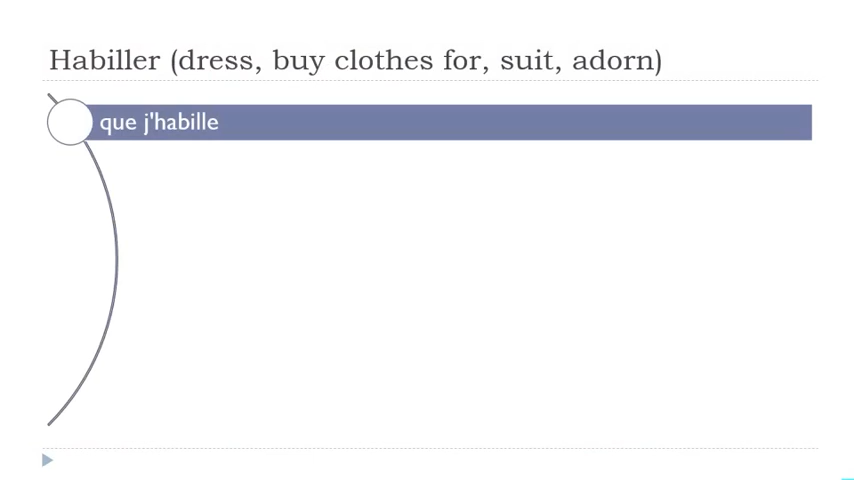 Habiller (dress, buy clothes for, suit, adorn)
que j'habille